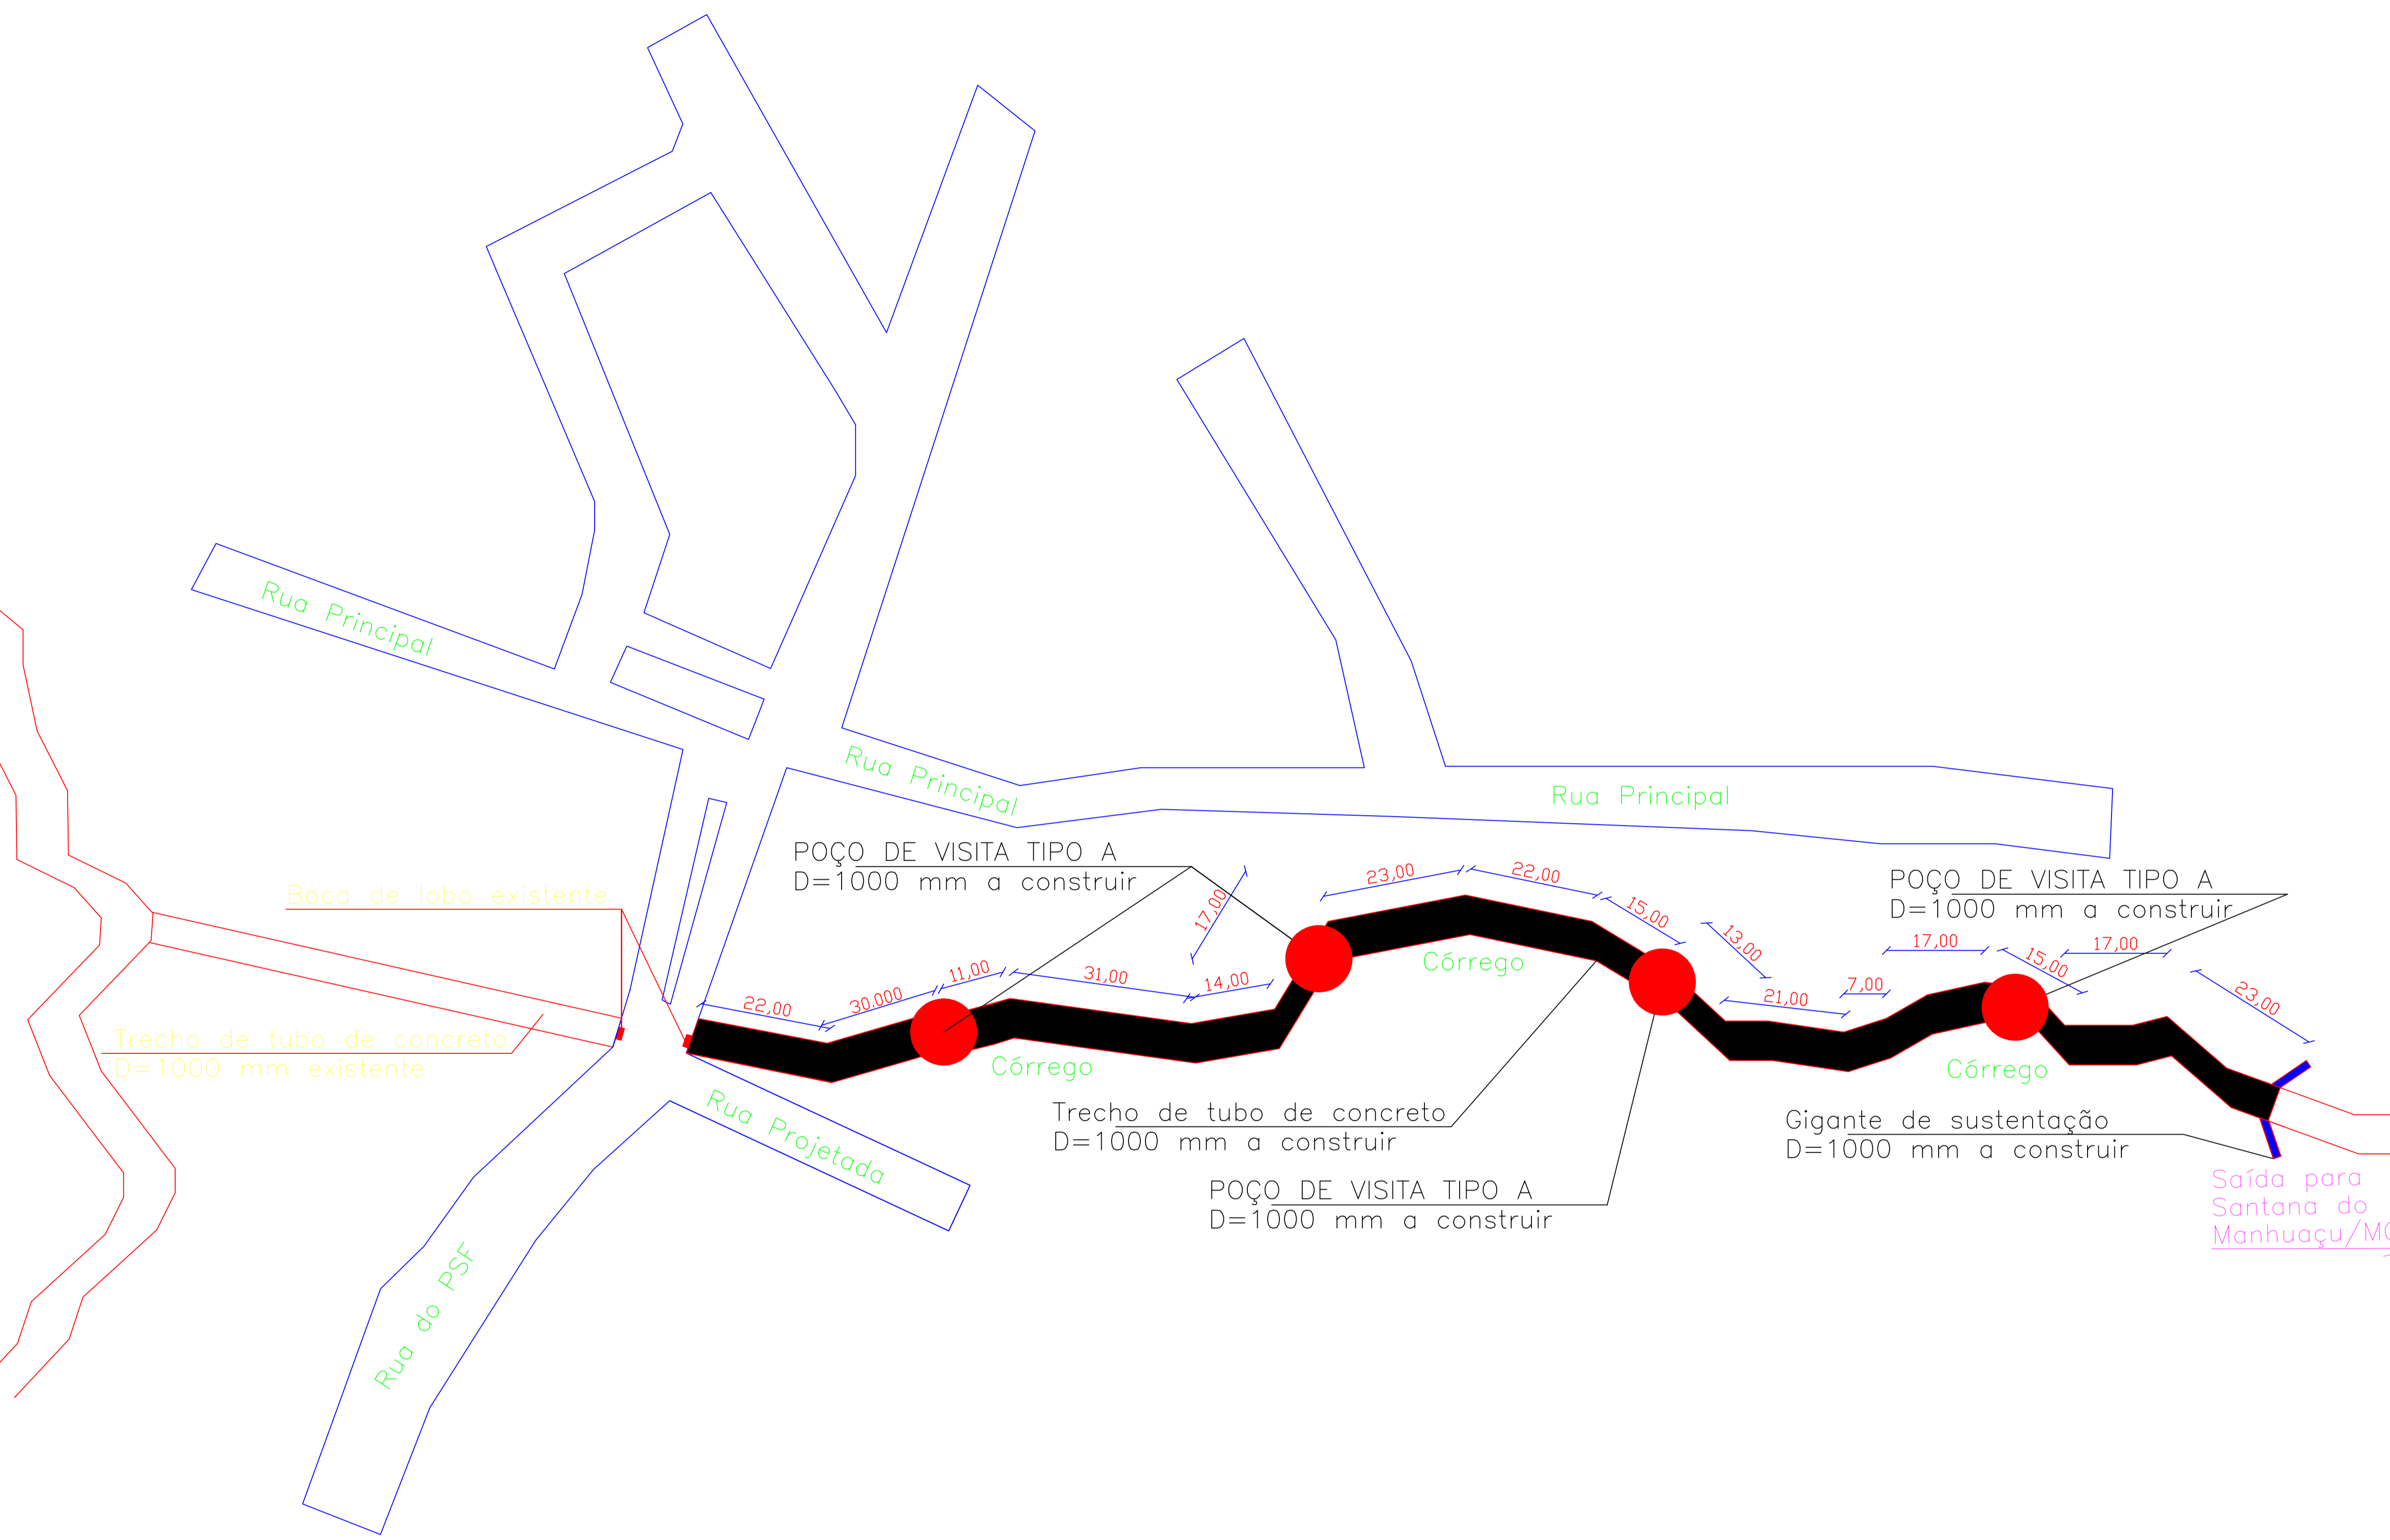 Rua Principal
Rua Principal
Rua Principal
POÇO DE VISITA TIPO A
D=1000 mm a construir
POÇO DE VISITA TIPO A
D=1000 mm a construir
Boca de lobo existente
23,00
22,00
17,00
15,00
13,00
17,00
15,00
17,00
Córrego
11,00
31,00
14,00
7,00
21,00
23,00
22,00
30.000
Trecho de tubo de concreto
D=1000 mm existente
Córrego
Córrego
Rua Projetada
Trecho de tubo de concreto
D=1000 mm a construir
Gigante de sustentação
D=1000 mm a construir
POÇO DE VISITA TIPO A
D=1000 mm a construir
Saída para
Santana do
Manhuaçu/MG
Rua do PSF